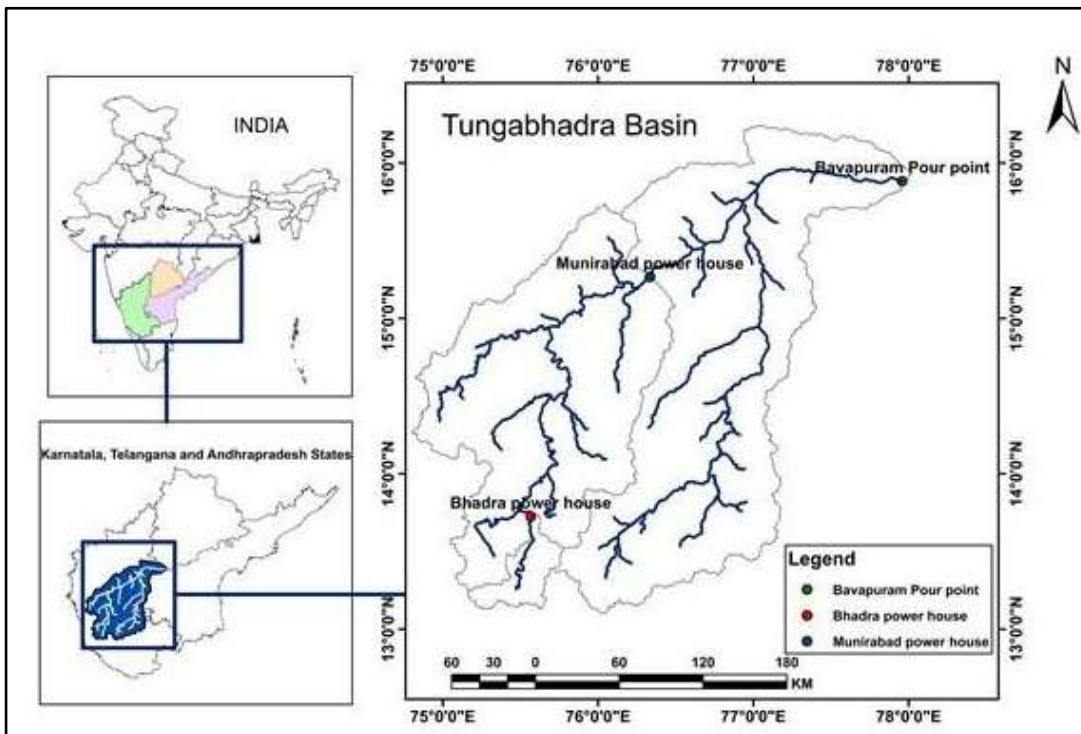 INDIA
Karnatala, Telangana and Andhrapradesh States
75°0'0"E 76°0'0"E 77°0'0"E 78°0'0"E
N
Tungabhadra Basin
Bavapuram Pour point
Munirabad power house
Bhadra power house
16°0'0"N
15°0'0"N
14°0'0"N
13°0'0"N
16°0'0"N
15°0'0"N
14°0'0"N
13°0'0"N
Legend
Bavapuram Pour point
Bhadra power house
Munirabad power house
60 30 0 60 120 180
KM
75°0'0"E 76°0'0"E 77°0'0"E 78°0'0"E